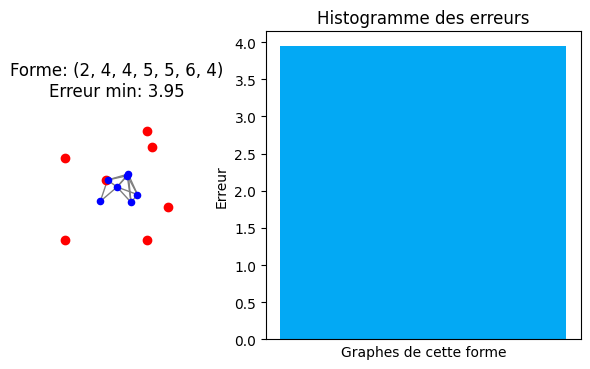 Forme: (2, 4, 4, 5, 5, 6, 4)
Erreur min: 3.95
Histogramme des erreurs
4.0
3.5
3.0
2.5
2.0
1.5
1.0
0.5
0.0
Erreur
Graphes de cette forme